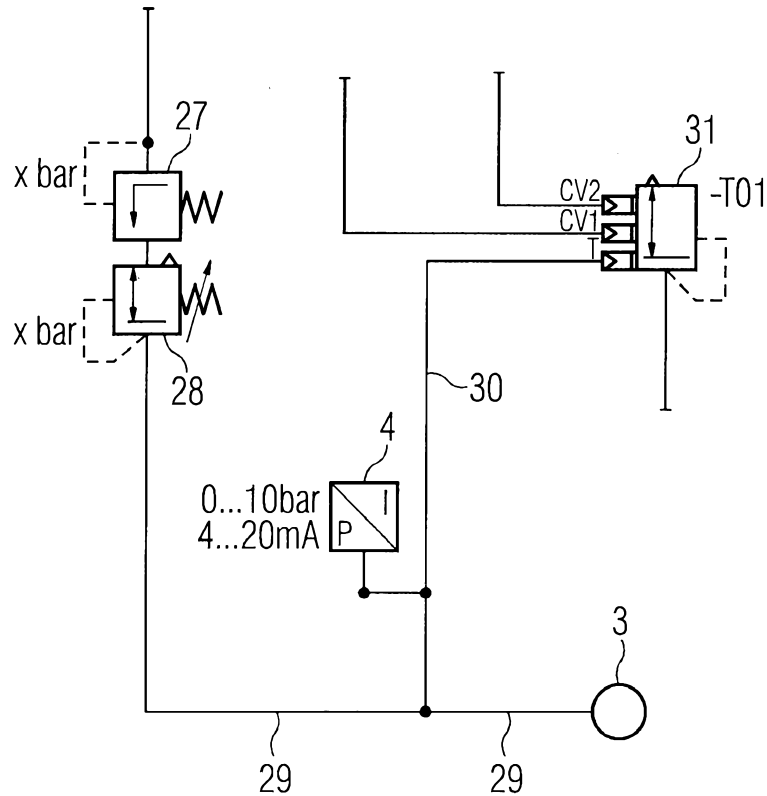 27
x bar
31
CV2
-T01
CV1
T
x bar
28
30
4
0...10bar
I
4...20mA
P
3
29
29